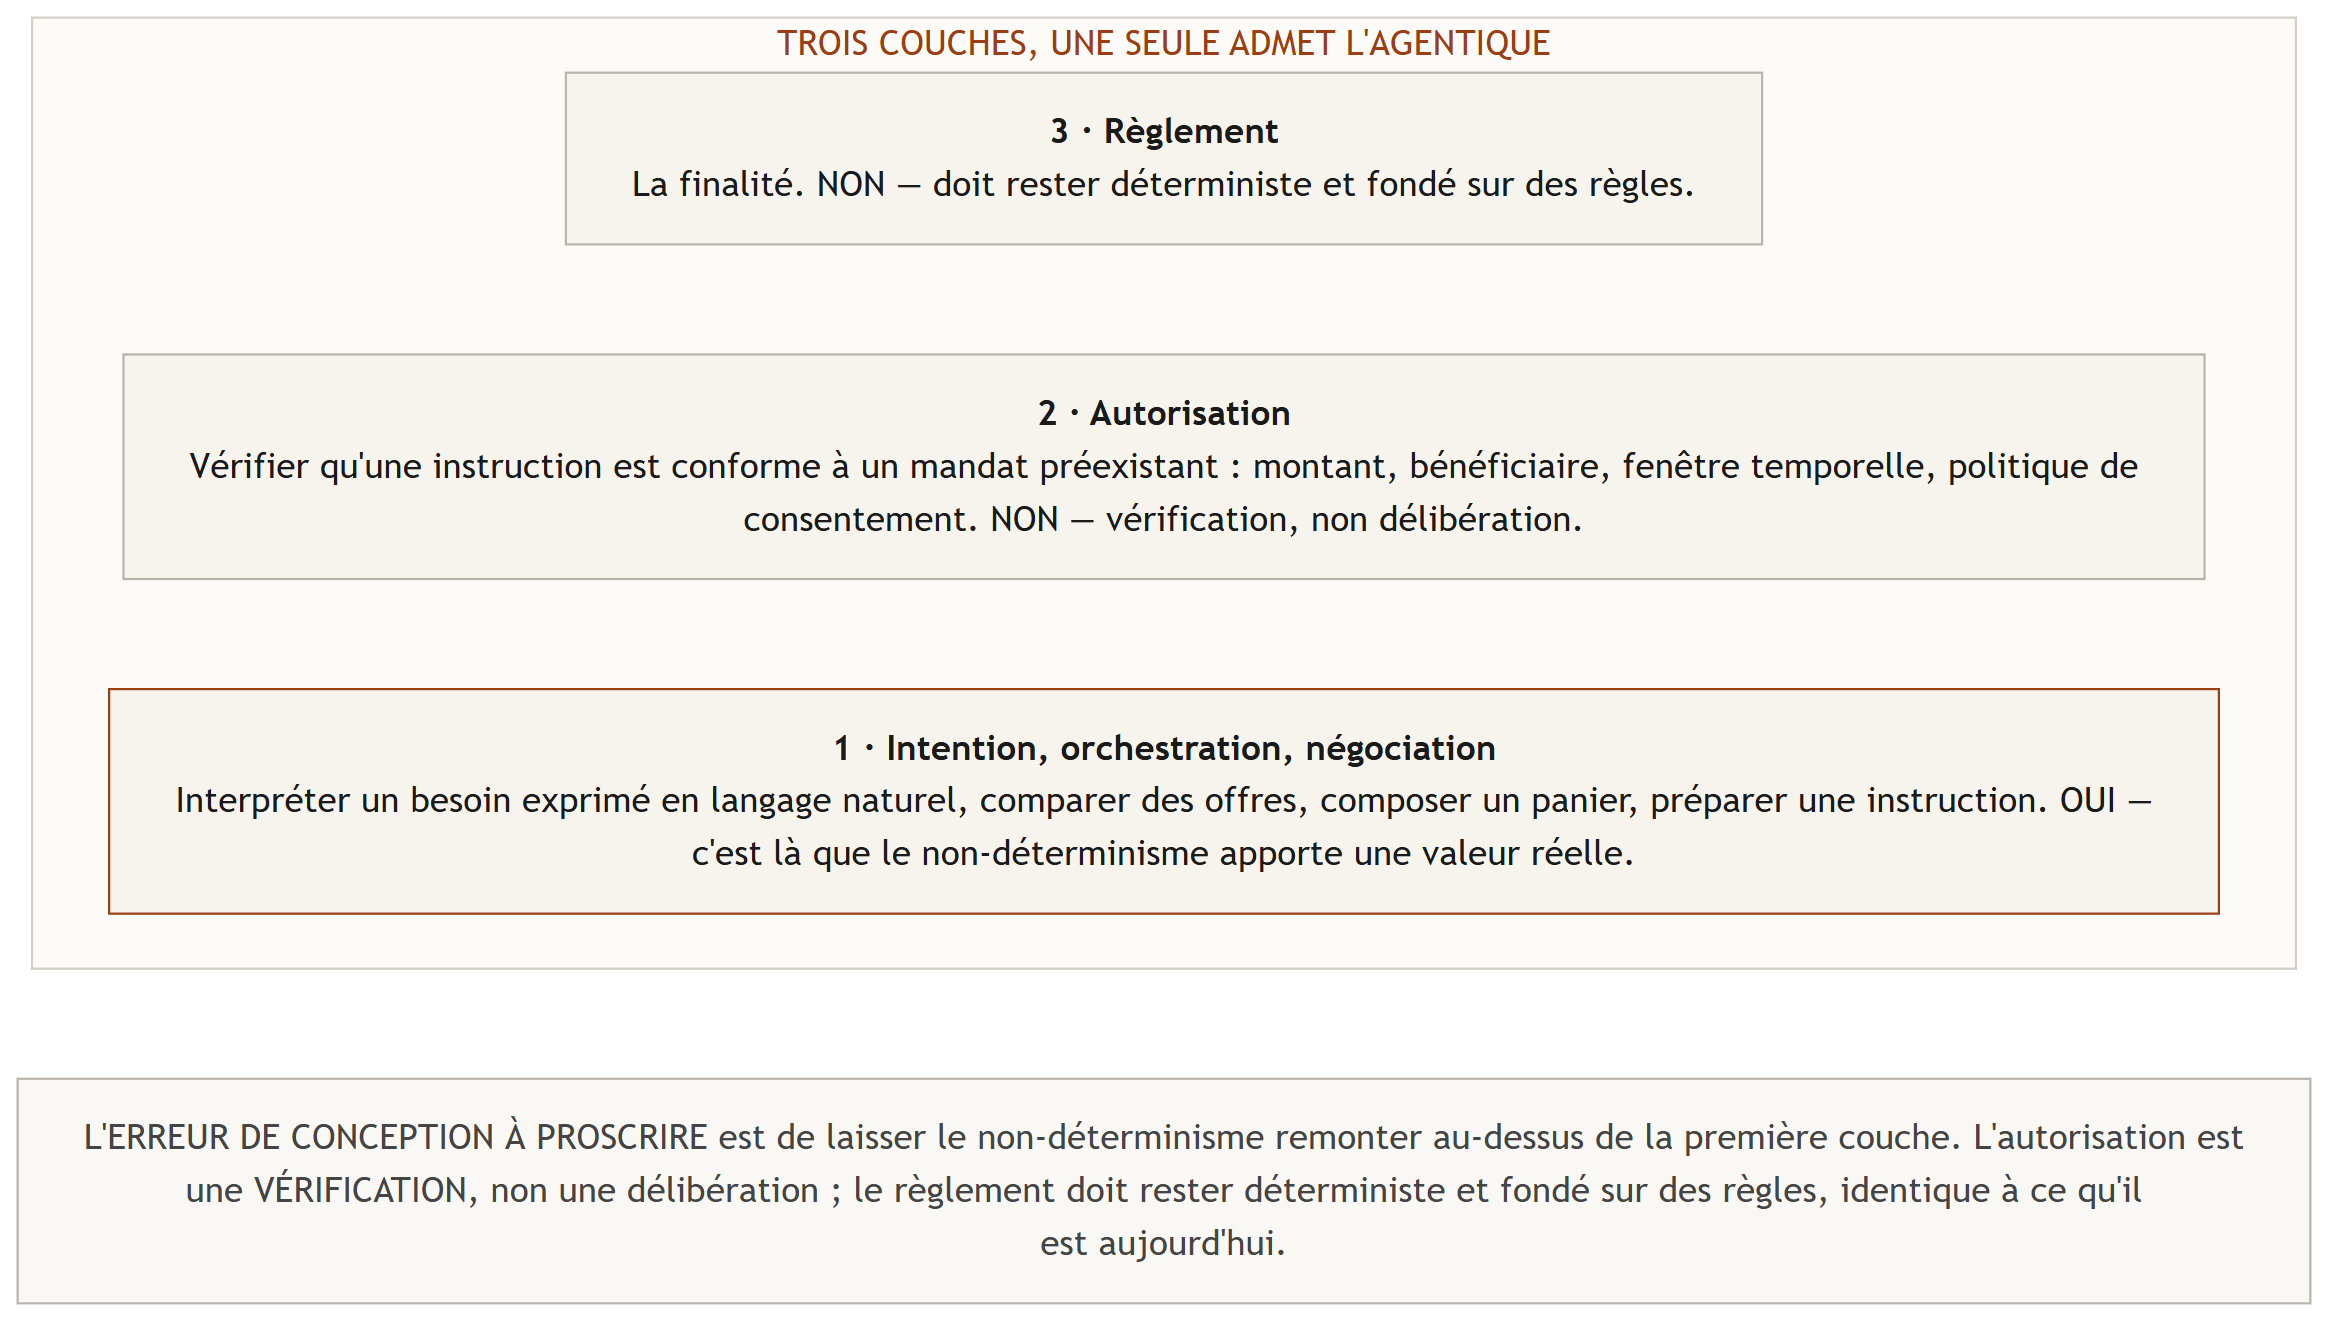 TROIS COUCHES, UNE SEULE ADMET L'AGENTIQUE
3 · Règlement
La finalité. NON — doit rester déterministe et fondé sur des règles.
2 · Autorisation
Vérifier qu'une instruction est conforme à un mandat préexistant : montant, bénéficiaire, fenêtre temporelle, politique de
consentement. NON — vérification, non délibération.
1 · Intention, orchestration, négociation
Interpréter un besoin exprimé en langage naturel, comparer des offres, composer un panier, préparer une instruction. OUI —
c'est là que le non-déterminisme apporte une valeur réelle.
L'ERREUR DE CONCEPTION À PROSCRIRE est de laisser le non-déterminisme remonter au-dessus de la première couche. L'autorisation est
une VÉRIFICATION, non une délibération ; le règlement doit rester déterministe et fondé sur des règles, identique à ce qu'il
est aujourd'hui.